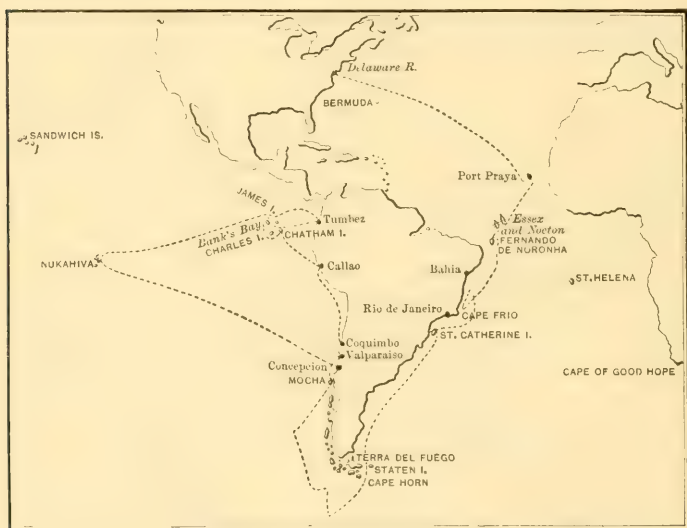 Delaware R.
BERMUDA
SANDWICH IS.
Port Praya
JAMES I.
Essex
and Nocton
FERNANDO
DE NORONHA
Tumbez
Bank's Bay
CHATHAM I.
CHARLES I.
NUKAHIVA
Callao
Bahia
ST. HELENA
Rio de Janeiro
CAPE FRIO
ST. CATHERINE I.
Coquimbo
Valparaiso
Concepcion
MOCHA
CAPE OF GOOD HOPE
TERRA DEL FUEGO
STATEN I.
CAPE HORN